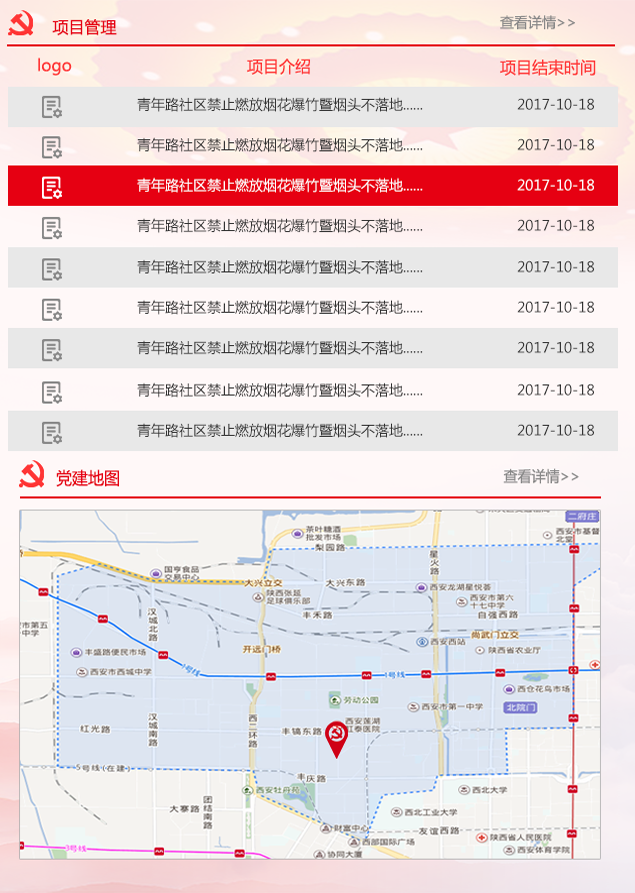 项目管理
查看详情>>
logo
项目介绍
项目结束时间
青年路社区禁止燃放烟花爆竹暨烟头不落地......
2017-10-18
青年路社区禁止燃放烟花爆竹暨烟头不落地......
2017-10-18
青年路社区禁止燃放烟花爆竹暨烟头不落地......
2017-10-18
青年路社区禁止燃放烟花爆竹暨烟头不落地......
2017-10-18
青年路社区禁止燃放烟花爆竹暨烟头不落地......
2017-10-18
青年路社区禁止燃放烟花爆竹暨烟头不落地......
2017-10-18
青年路社区禁止燃放烟花爆竹暨烟头不落地......
2017-10-18
青年路社区禁止燃放烟花爆竹暨烟头不落地......
2017-10-18
青年路社区禁止燃放烟花爆竹暨烟头不落地......
2017-10-18
党建地图
查看详情>>
二府庄
茶叶糖酒
批发市场
梨园路
西安市基督
北堂
星火路
国亨食品
交易中心
大兴立交
大兴东路
陕西张延
足球俱乐部
西安龙湖星悦荟
西安市第六
十七中学
自强西路
丰禾路
汉城北路
市第五
中学
尚武门立交
西安西站
陕西省农业厅
开远门桥
丰盛路便民市场
西安市西城中学
1号线
1号线
西仓花鸟市场
劳动公园
西安市第一中学
北院门
西安莲湖
红泰医院
红光路
汉城南路
西二环路
丰镐东路
5号线(在建)
丰庆路
西安牡丹苑
西北大学
大寨路
团结南路
西北工业大学
财富中心
友谊西路
陕西省人民医院
西部国际广场
3号线
协同大厦
西安体育学院